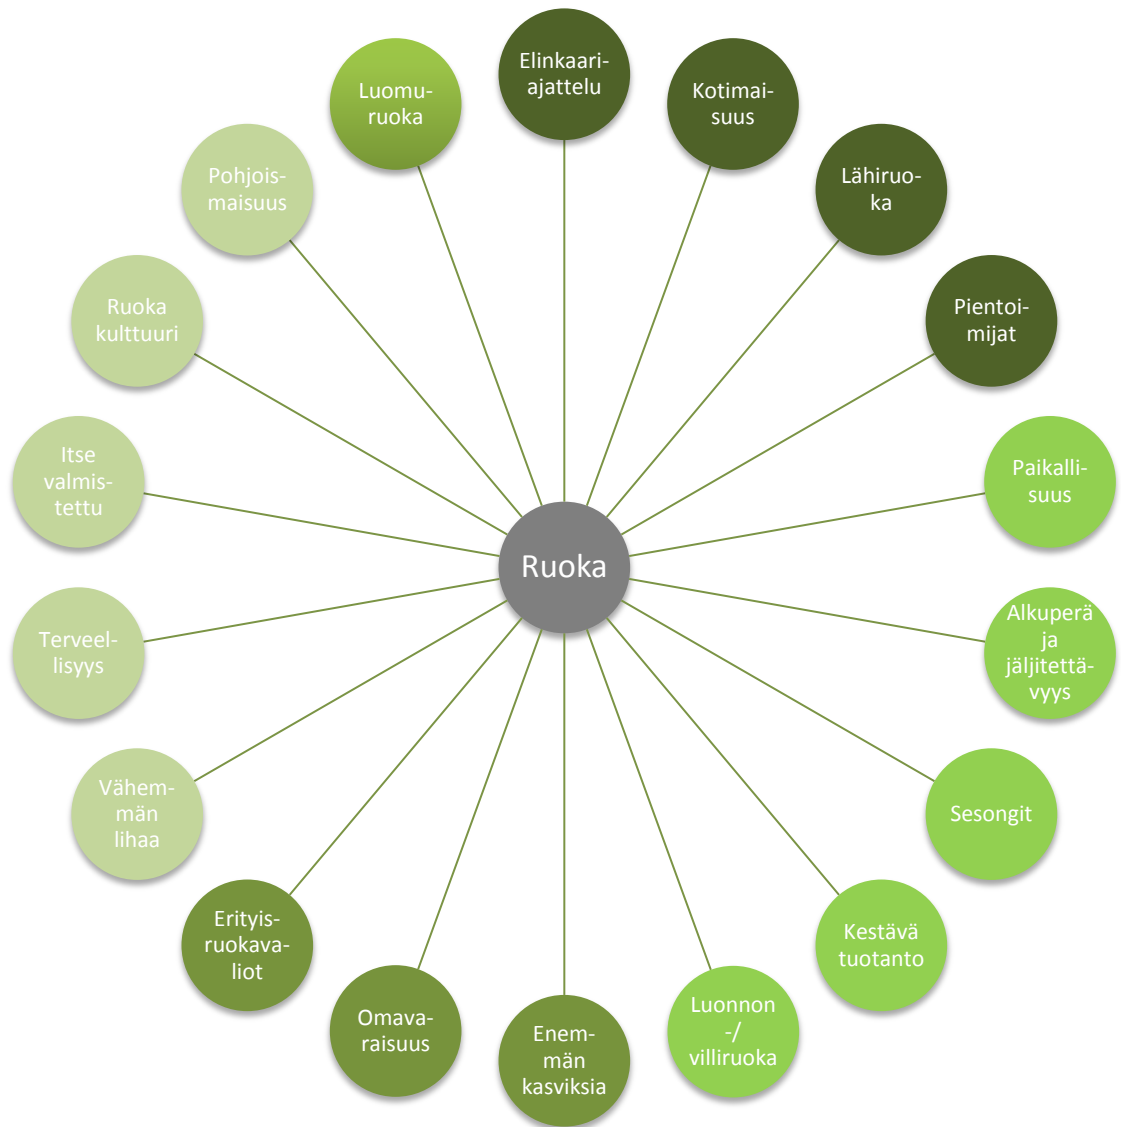 Elinkaari-
ajattelu
Kotimai-
suus
Lähiruo-
ka
Pientoi-
mijat
Paikalli-
suus
Alkuperä
ja
jäljitettä-
vyys
Sesongit
Kestävä
tuotanto
Luonnon
-/
villiruoka
Enem-
män
kasviksia
Omava-
raisuus
Erityis-
ruokava-
liot
Vähem-
män
lihaa
Terveel-
lisyys
Itse
valmis-
tettu
Ruoka
kulttuuri
Pohjois-
maisuus
Luomu-
ruoka
Ruoka